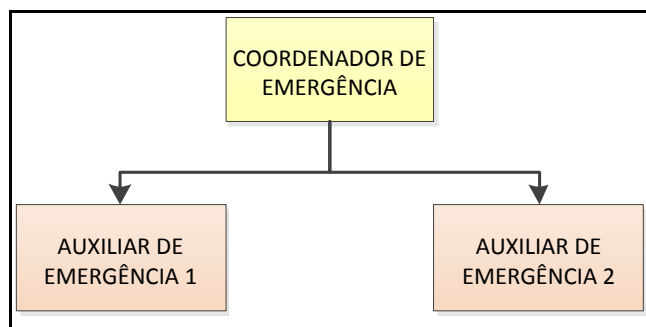 COORDENADOR DE
EMERGÊNCIA
AUXILIAR DE
EMERGÊNCIA 1
AUXILIAR DE
EMERGÊNCIA 2